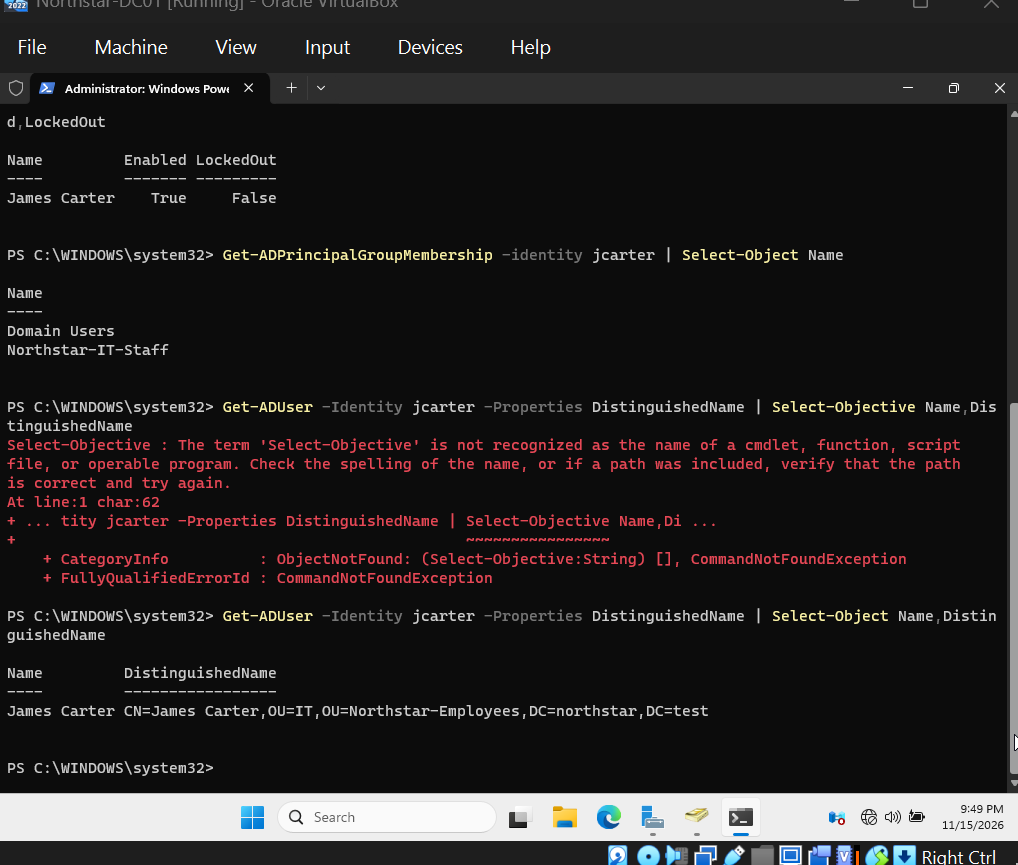 2022 Northstar-DC01 [Running] - Oracle VirtualBox
File Machine View Input Devices Help
Administrator: Windows Powe
d,LockedOut
Name Enabled LockedOut
---- ------- ---------
James Carter True False
PS C:\WINDOWS\system32> Get-ADPrincipalGroupMembership -identity jcarter | Select-Object Name
Name
----
Domain Users
Northstar-IT-Staff
PS C:\WINDOWS\system32> Get-ADUser -Identity jcarter -Properties DistinguishedName | Select-Objective Name,Dis
tinguishedName
Select-Objective : The term 'Select-Objective' is not recognized as the name of a cmdlet, function, script
file, or operable program. Check the spelling of the name, or if a path was included, verify that the path
is correct and try again.
At line:1 char:62
+ ... tity jcarter -Properties DistinguishedName | Select-Objective Name,Di ...
+ ~~~~~~~~~~~~~~~~
+ CategoryInfo : ObjectNotFound: (Select-Objective:String) [], CommandNotFoundException
+ FullyQualifiedErrorId : CommandNotFoundException
PS C:\WINDOWS\system32> Get-ADUser -Identity jcarter -Properties DistinguishedName | Select-Object Name,Distin
guishedName
Name DistinguishedName
---- -----------------
James Carter CN=James Carter,OU=IT,OU=Northstar-Employees,DC=northstar,DC=test
PS C:\WINDOWS\system32>
Search
9:49 PM
11/15/2026
Right Ctrl